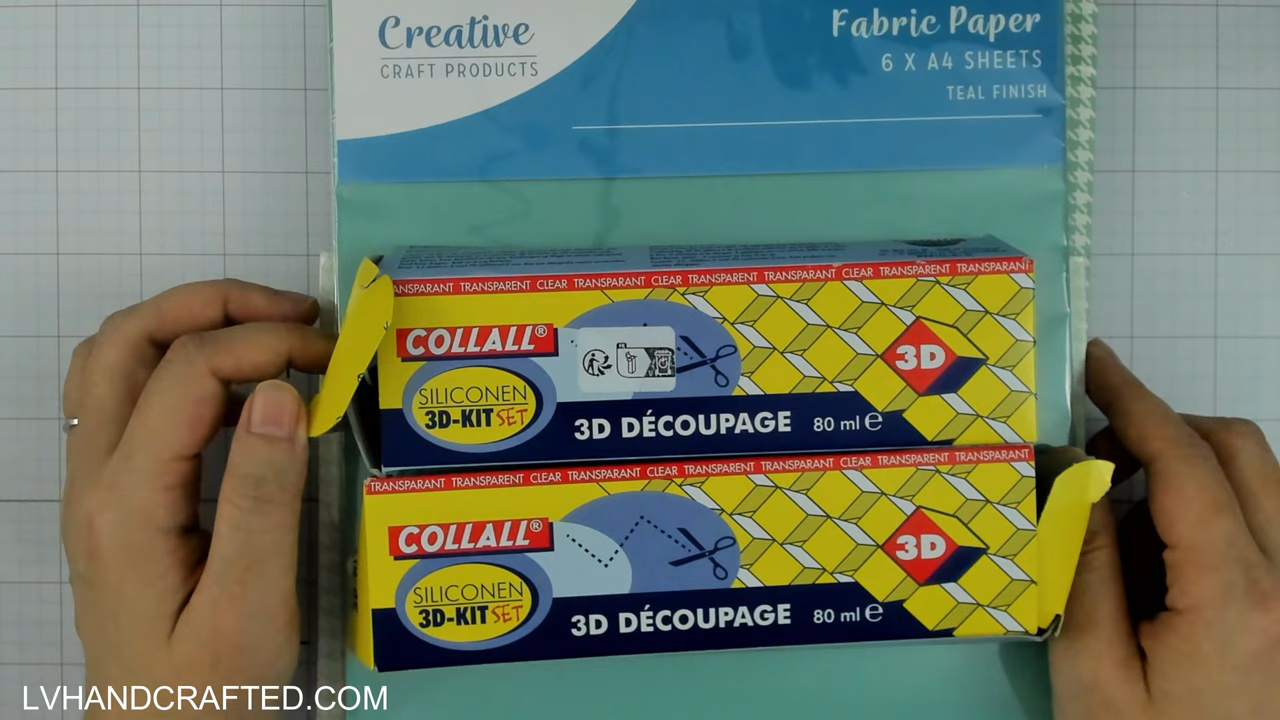 Creative
CRAFT PRODUCTS
Fabric Paper
6 X A4 SHEETS
TEAL FINISH
TRANSPARENT CLEAR TRANSPARANT TRANSPARENT CLEAR TRANSPARANT TRANSPARENT CLEAR TRANSPARENT
COLLALL®
SILICONEN
3D-KIT SET
3D
3D DÉCOUPAGE 80 ml ℮
TRANSPARANT TRANSPARENT CLEAR TRANSPARANT CLEAR TRANSPARENT TRANSPARANT CLEAR TRANSPARENT
COLLALL®
SILICONEN
3D-KIT SET
3D
3D DÉCOUPAGE 80 ml ℮
LVHANDCRAFTED.COM